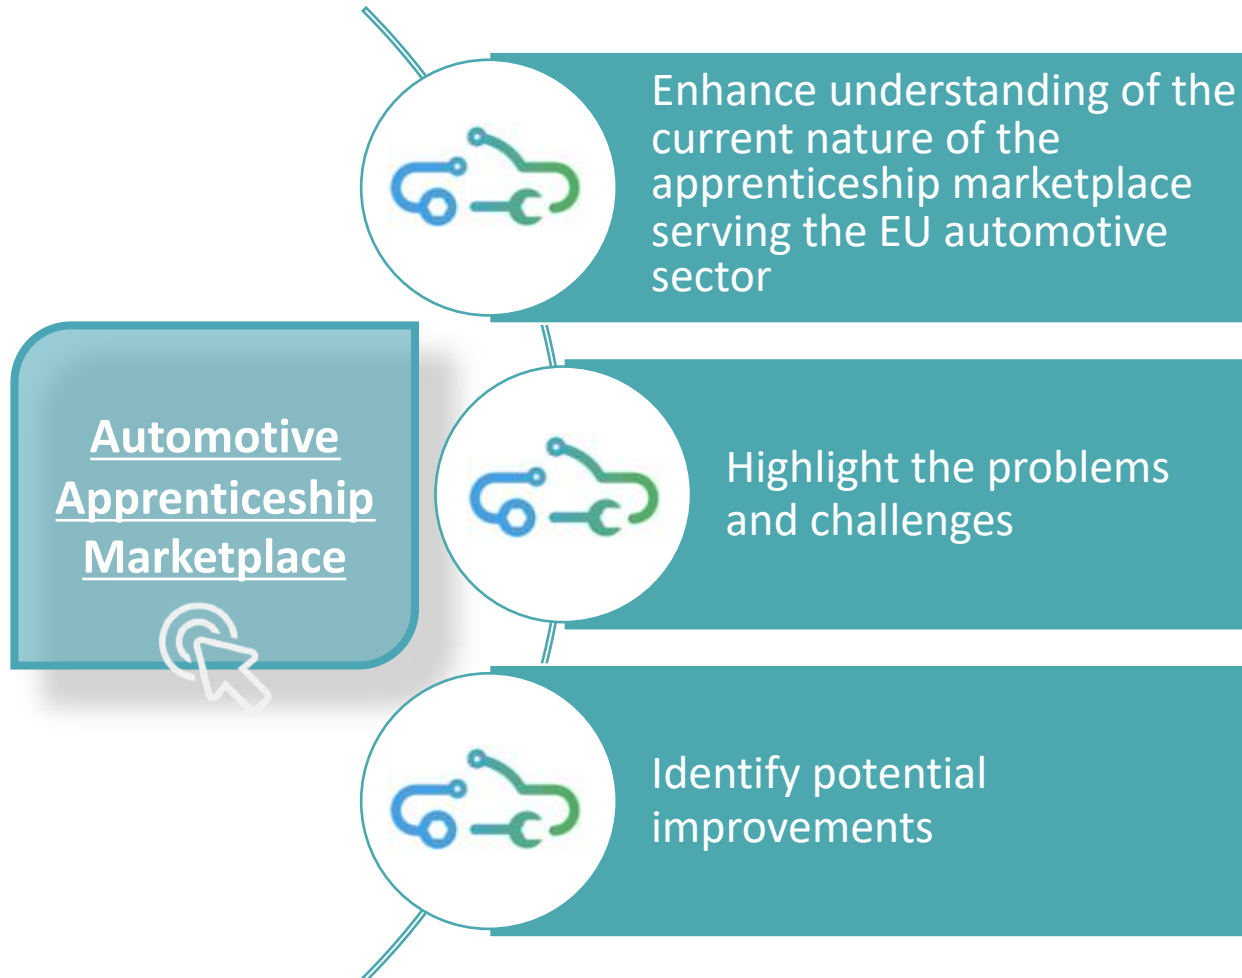 Enhance understanding of the
current nature of the
apprenticeship marketplace
serving the EU automotive
sector
Automotive
Apprenticeship
Marketplace
Highlight the problems
and challenges
Identify potential
improvements